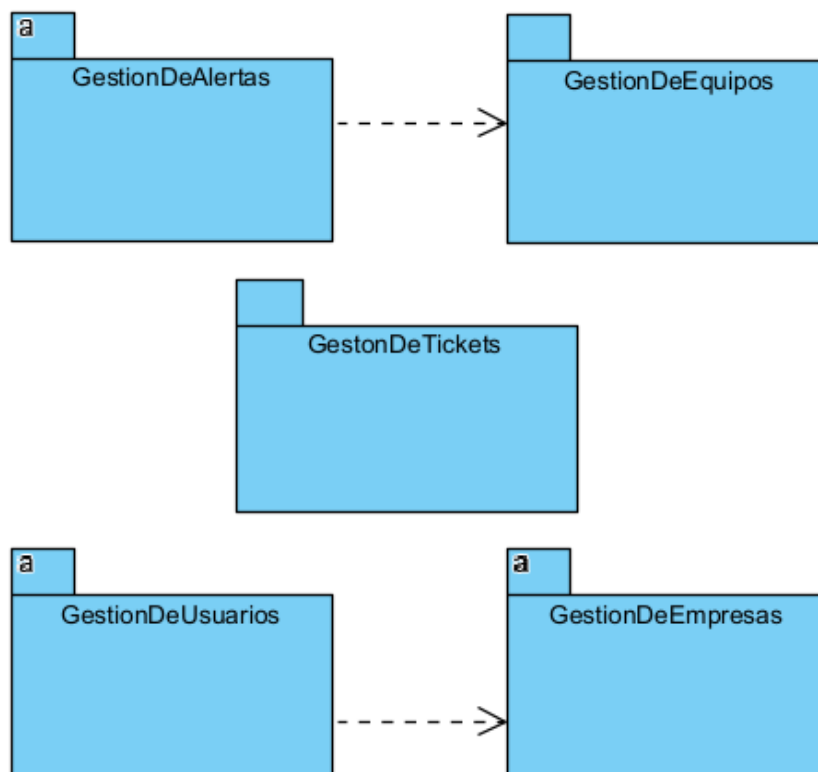 a
GestionDeAlertas
GestionDeEquipos
GestonDeTickets
a
a
GestionDeUsuarios
GestionDeEmpresas